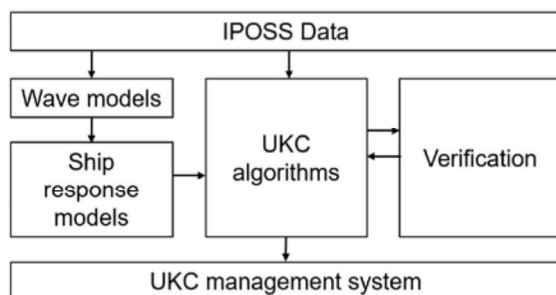 IPOSS Data
Wave models
Ship
response
models
UKC
algorithms
Verification
UKC management system